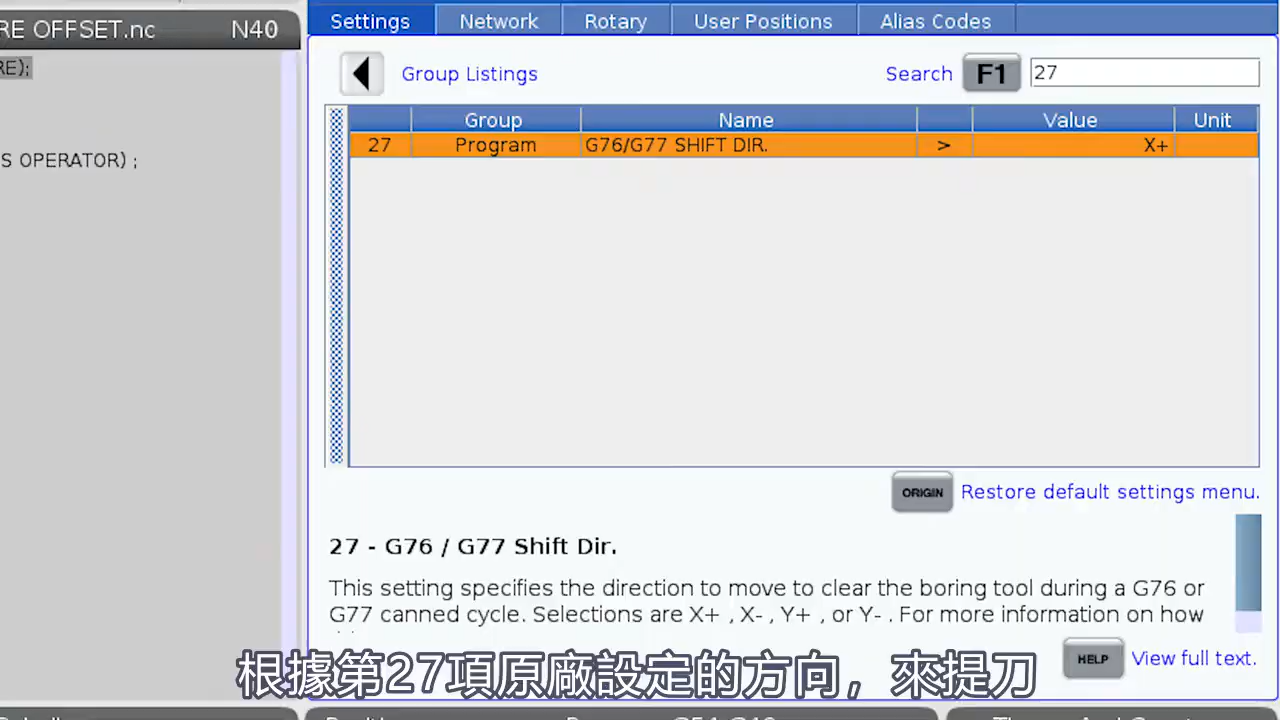 RE OFFSET.nc N40
RE);
S OPERATOR) ;
Settings Network Rotary User Positions Alias Codes
Group Listings Search F1 27
Group Name Value Unit
27 Program G76/G77 SHIFT DIR. > X+
ORIGIN Restore default settings menu.
27 - G76 / G77 Shift Dir.
This setting specifies the direction to move to clear the boring tool during a G76 or
G77 canned cycle. Selections are X+ , X- , Y+ , or Y- . For more information on how
HELP View full text.
根據第27項原廠設定的方向，來提刀